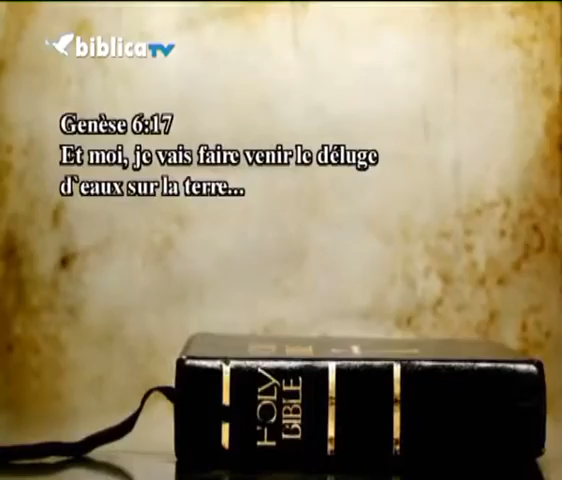 biblicaTV
Genèse 6:17
Et moi, je vais faire venir le déluge
d`eaux sur la terre...
HOLY
BIBLE